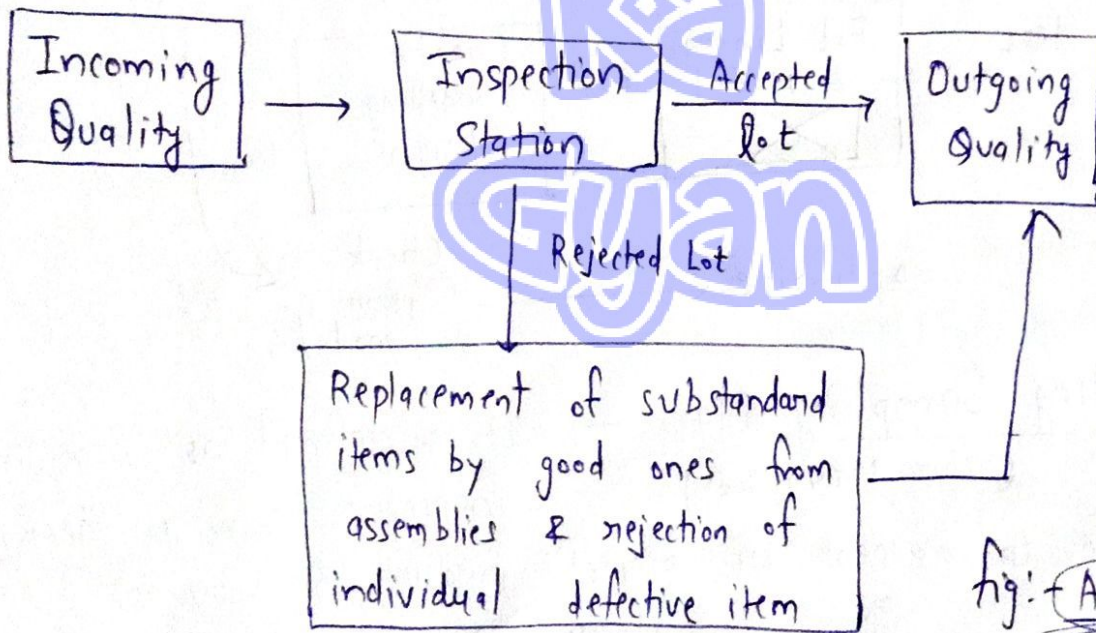 Incoming
Quality
Inspection
Station
Accepted
lot
Outgoing
Quality
Rejected Lot
Replacement of substandard
items by good ones from
assemblies & rejection of
individual defective item
fig:- A
Gyan